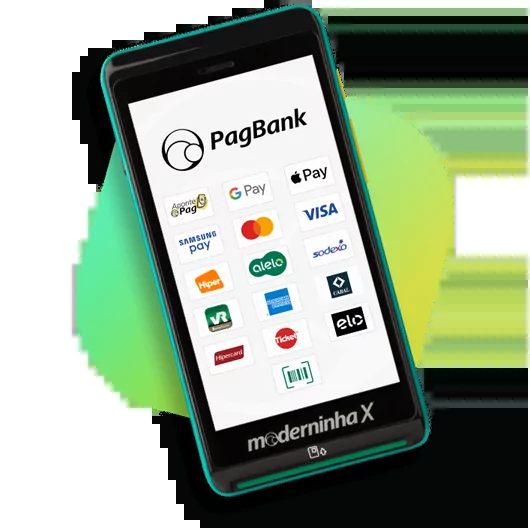 PagBank
Aponte
e Pag
G Pay
Pay
SAMSUNG
pay
VISA
Hiper
alelo
sodexo
VR
CABAL
Hipercard
Ticket
elo
moderninha X